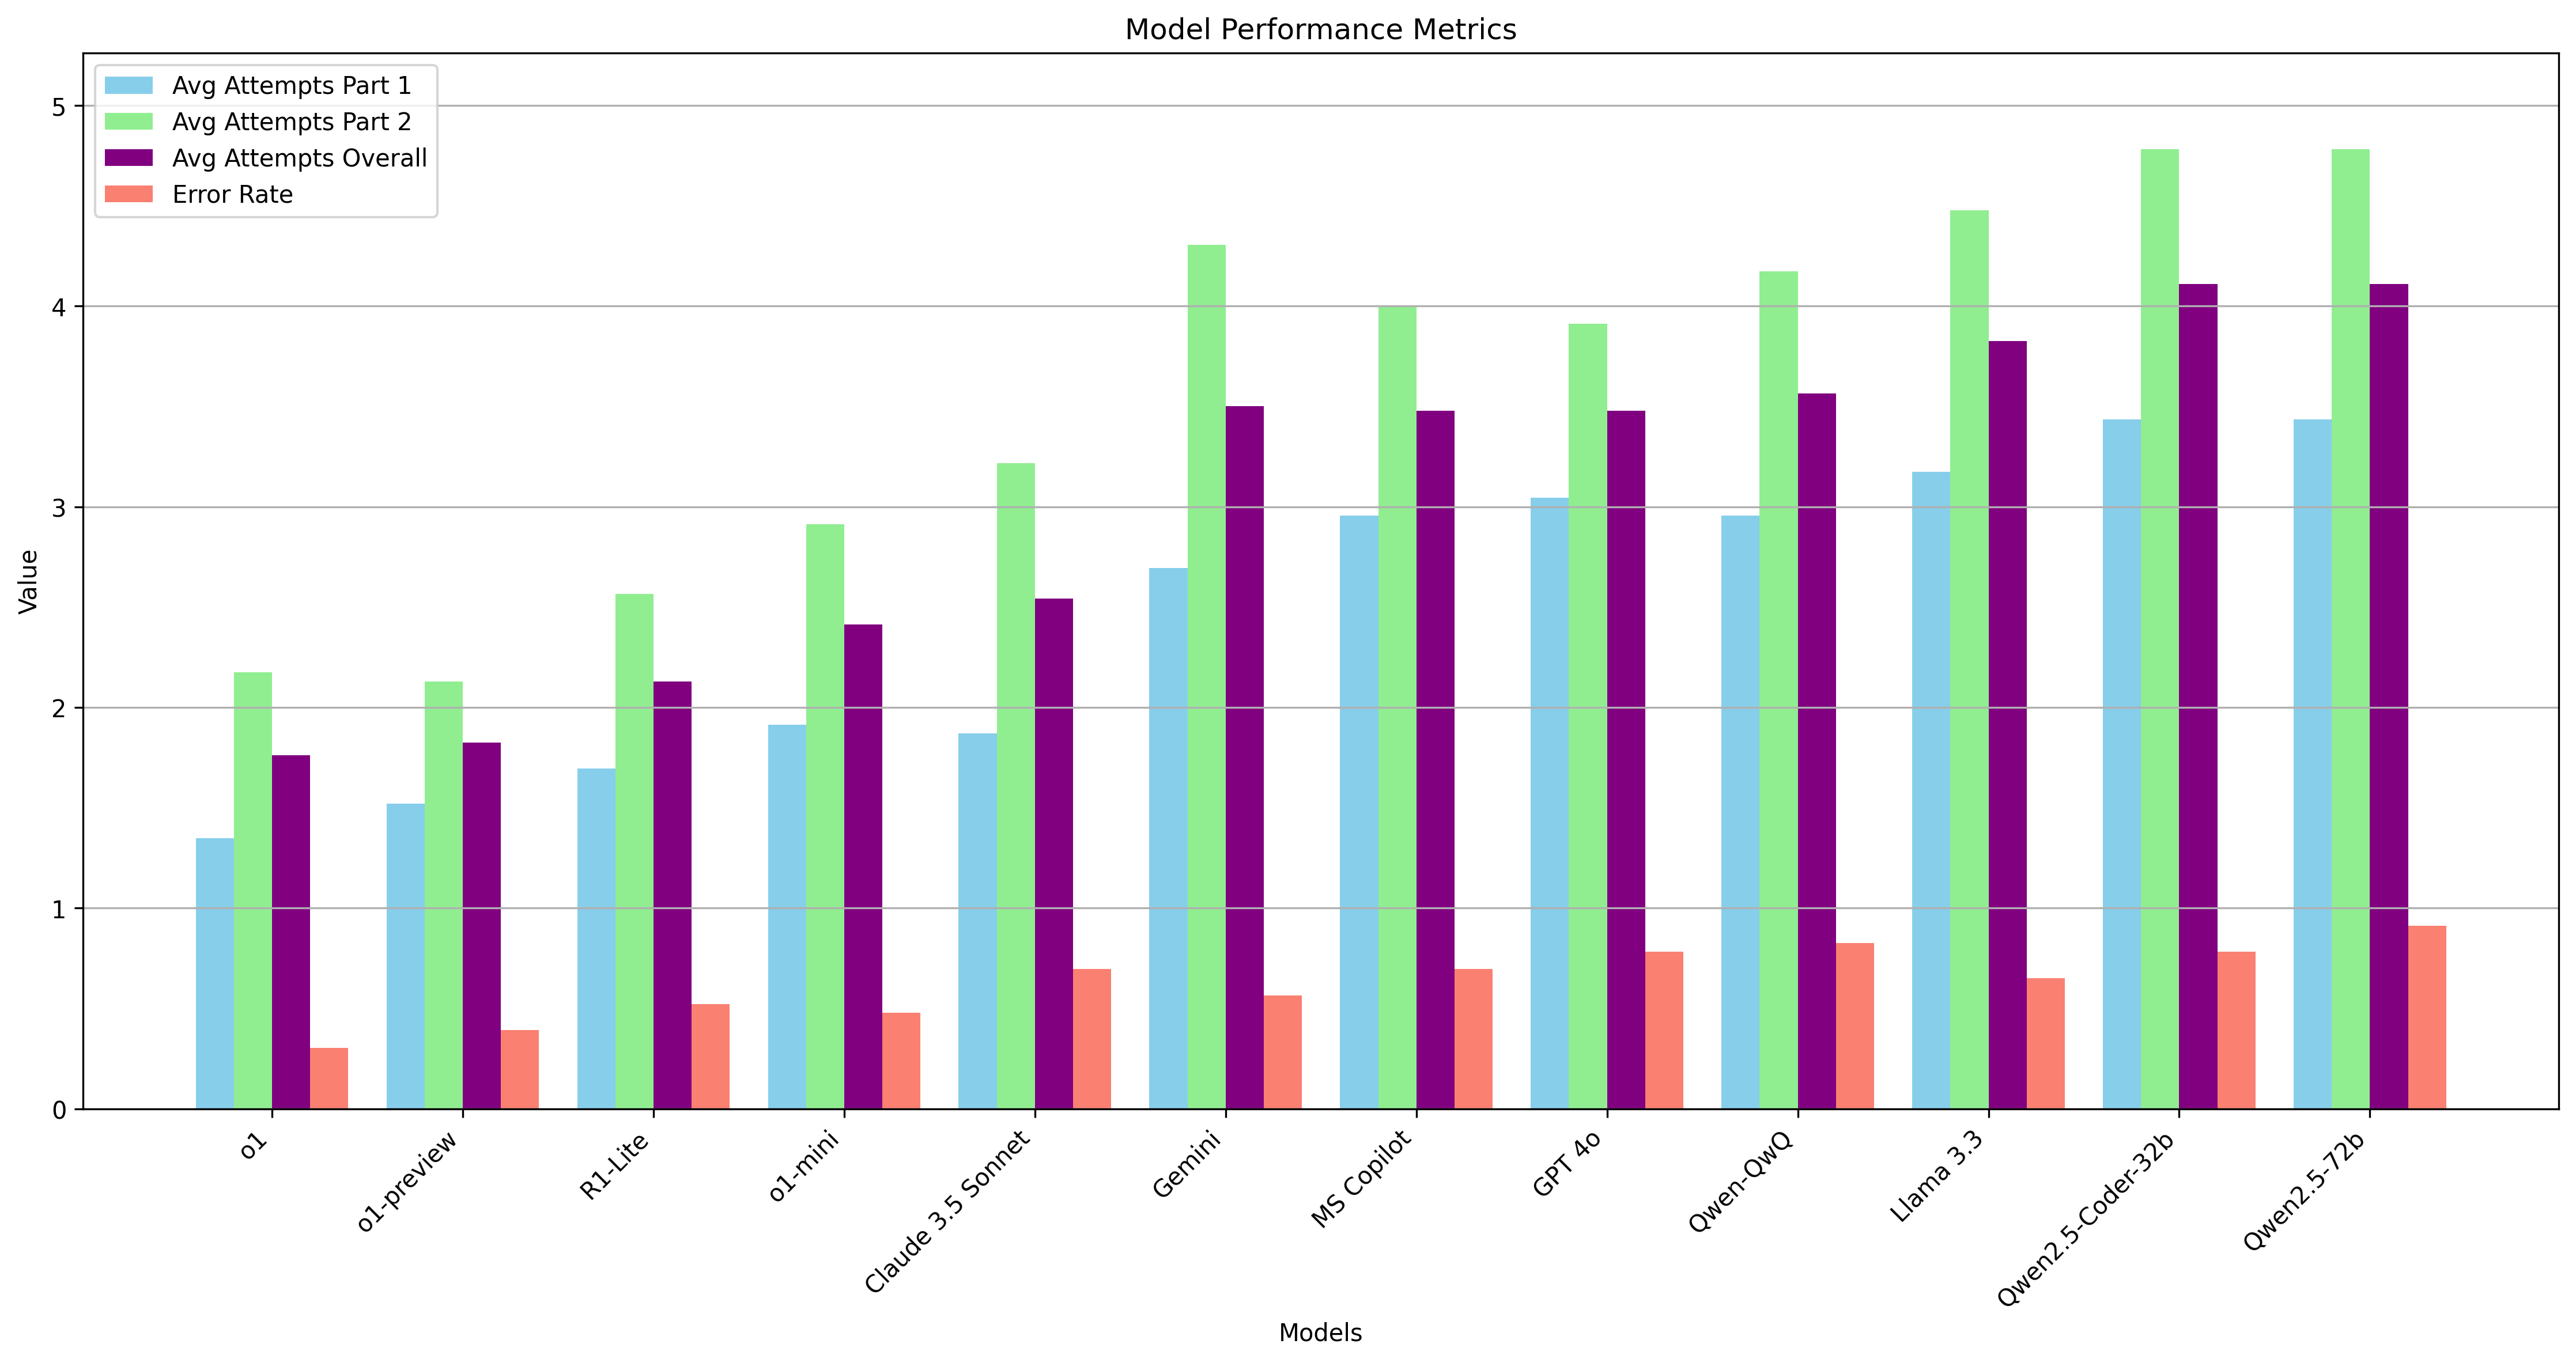 Model Performance Metrics
Avg Attempts Part 1
Avg Attempts Part 2
Avg Attempts Overall
Error Rate
5
4
3
2
1
0
Value
o1
o1-preview
R1-Lite
o1-mini
Claude 3.5 Sonnet
Gemini
MS Copilot
GPT 4o
Qwen-QwQ
Llama 3.3
Qwen2.5-Coder-32b
Qwen2.5-72b
Models